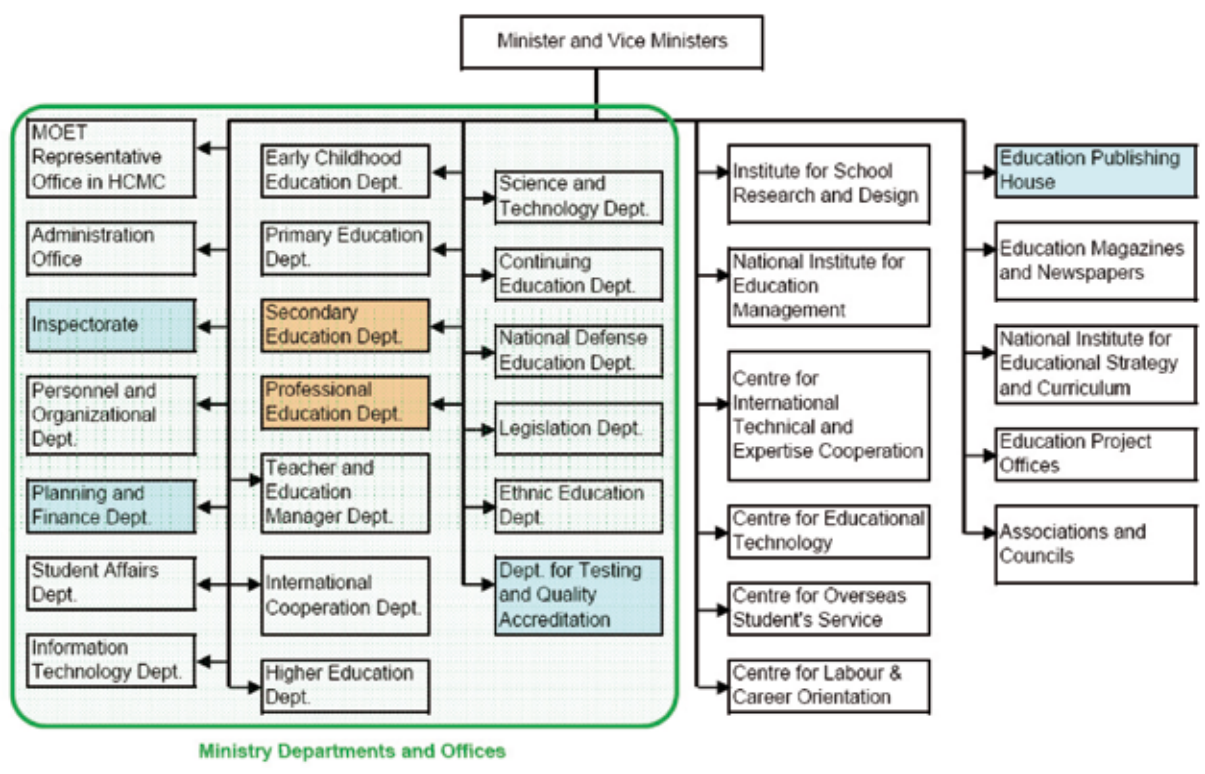 Minister and Vice Ministers
MOET
Representative
Office in HCMC
Administration
Office
Inspectorate
Personnel and
Organizational
Dept.
Planning and
Finance Dept.
Student Affairs
Dept.
Information
Technology Dept.
Early Childhood
Education Dept.
Primary Education
Dept.
Secondary
Education Dept.
Professional
Education Dept.
Teacher and
Education
Manager Dept.
International
Cooperation Dept.
Higher Education
Dept.
Science and
Technology Dept.
Continuing
Education Dept.
National Defense
Education Dept.
Legislation Dept.
Ethnic Education
Dept.
Dept. for Testing
and Quality
Accreditation
Institute for School
Research and Design
National Institute for
Education
Management
Centre for
International
Technical and
Expertise Cooperation
Centre for Educational
Technology
Centre for Overseas
Student's Service
Centre for Labour &
Career Orientation
Education Publishing
House
Education Magazines
and Newspapers
National Institute for
Educational Strategy
and Curriculum
Education Project
Offices
Associations and
Councils
Ministry Departments and Offices